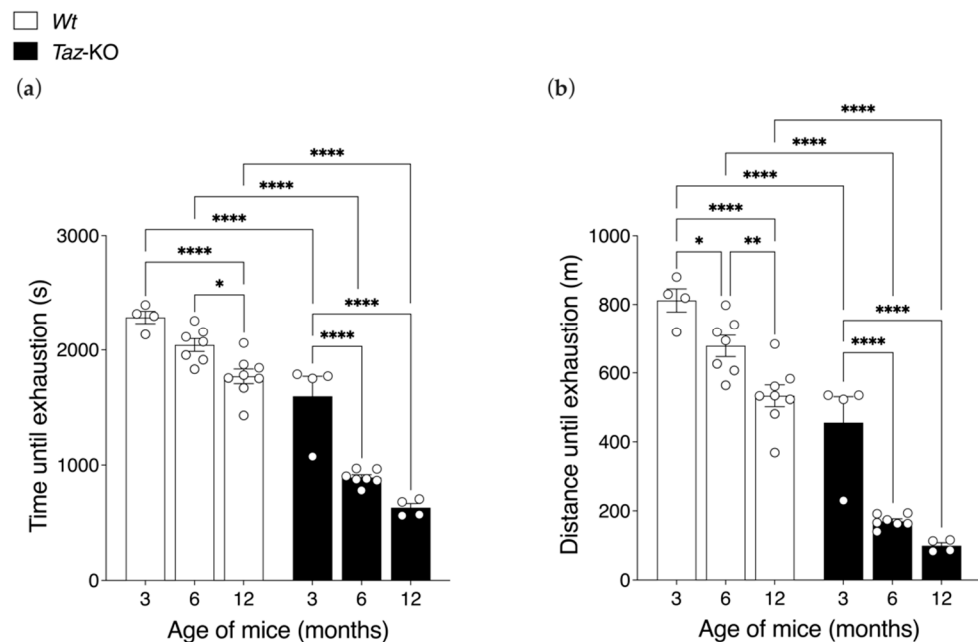 Wt
Taz-KO
(a)
****
****
****
****
*
****
****
Time until exhaustion (s)
3000
2000
1000
0
3 6 12 3 6 12
Age of mice (months)
(b)
****
****
****
****
* **
****
****
Distance until exhaustion (m)
1000
800
600
400
200
0
3 6 12 3 6 12
Age of mice (months)